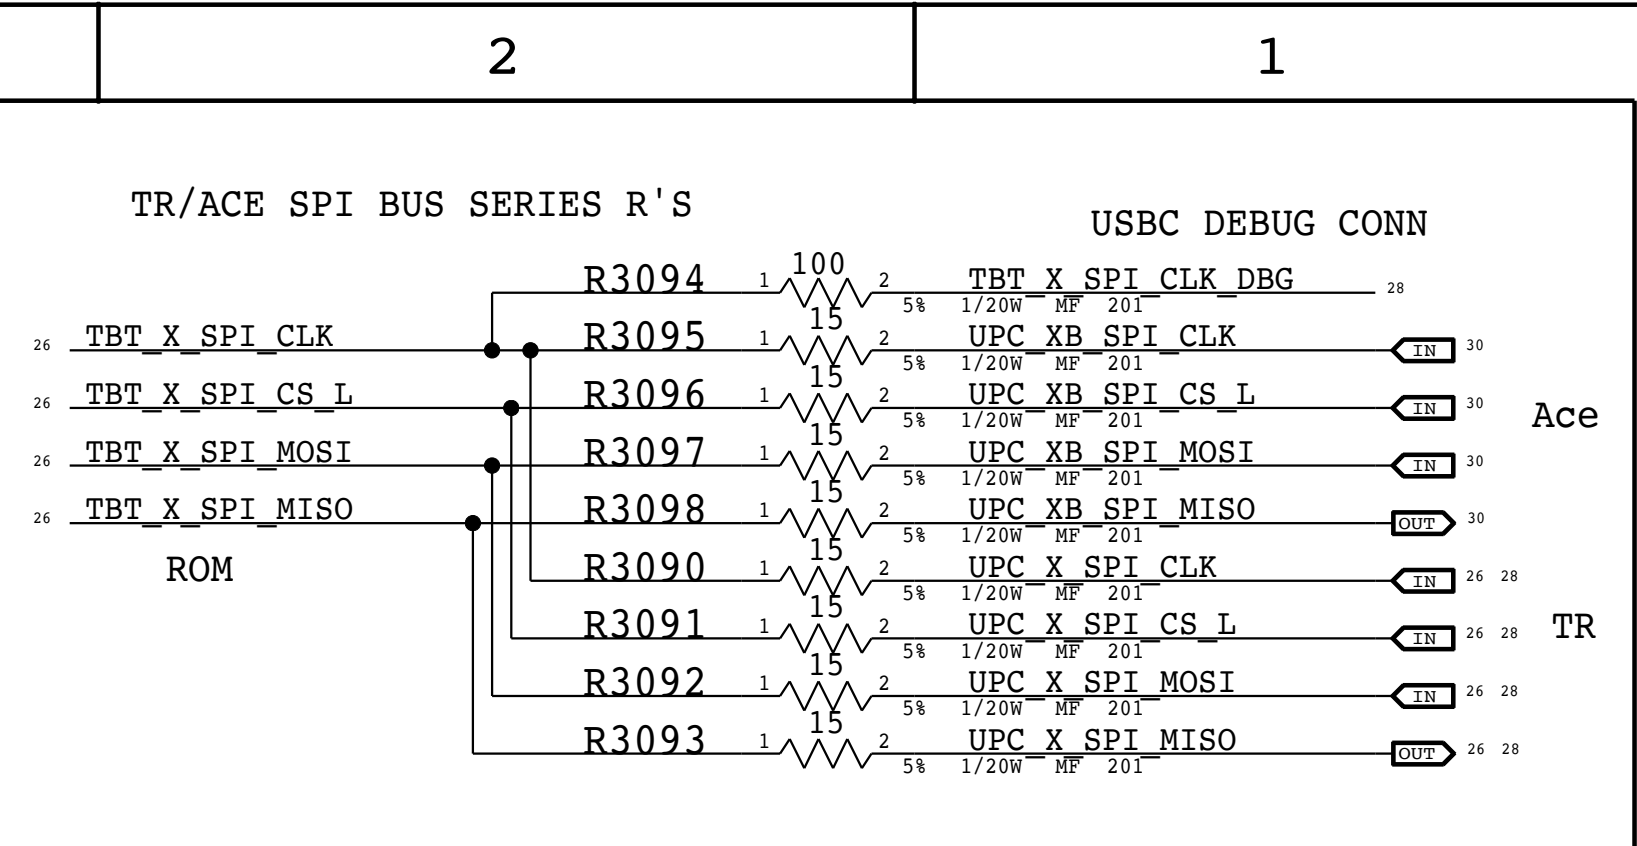 2 1
TR/ACE SPI BUS SERIES R'S
USBC DEBUG CONN
R3094 1 100 2 TBT_X_SPI_CLK_DBG 28
5% 1/20W MF 201
26 TBT_X_SPI_CLK R3095 1 15 2 UPC_XB_SPI_CLK IN 30
5% 1/20W MF 201
26 TBT_X_SPI_CS_L R3096 1 15 2 UPC_XB_SPI_CS_L IN 30
5% 1/20W MF 201
Ace
26 TBT_X_SPI_MOSI R3097 1 15 2 UPC_XB_SPI_MOSI IN 30
5% 1/20W MF 201
26 TBT_X_SPI_MISO R3098 1 15 2 UPC_XB_SPI_MISO OUT 30
5% 1/20W MF 201
ROM
R3090 1 15 2 UPC_X_SPI_CLK IN 26 28
5% 1/20W MF 201
R3091 1 15 2 UPC_X_SPI_CS_L IN 26 28
5% 1/20W MF 201
TR
R3092 1 15 2 UPC_X_SPI_MOSI IN 26 28
5% 1/20W MF 201
R3093 1 15 2 UPC_X_SPI_MISO OUT 26 28
5% 1/20W MF 201